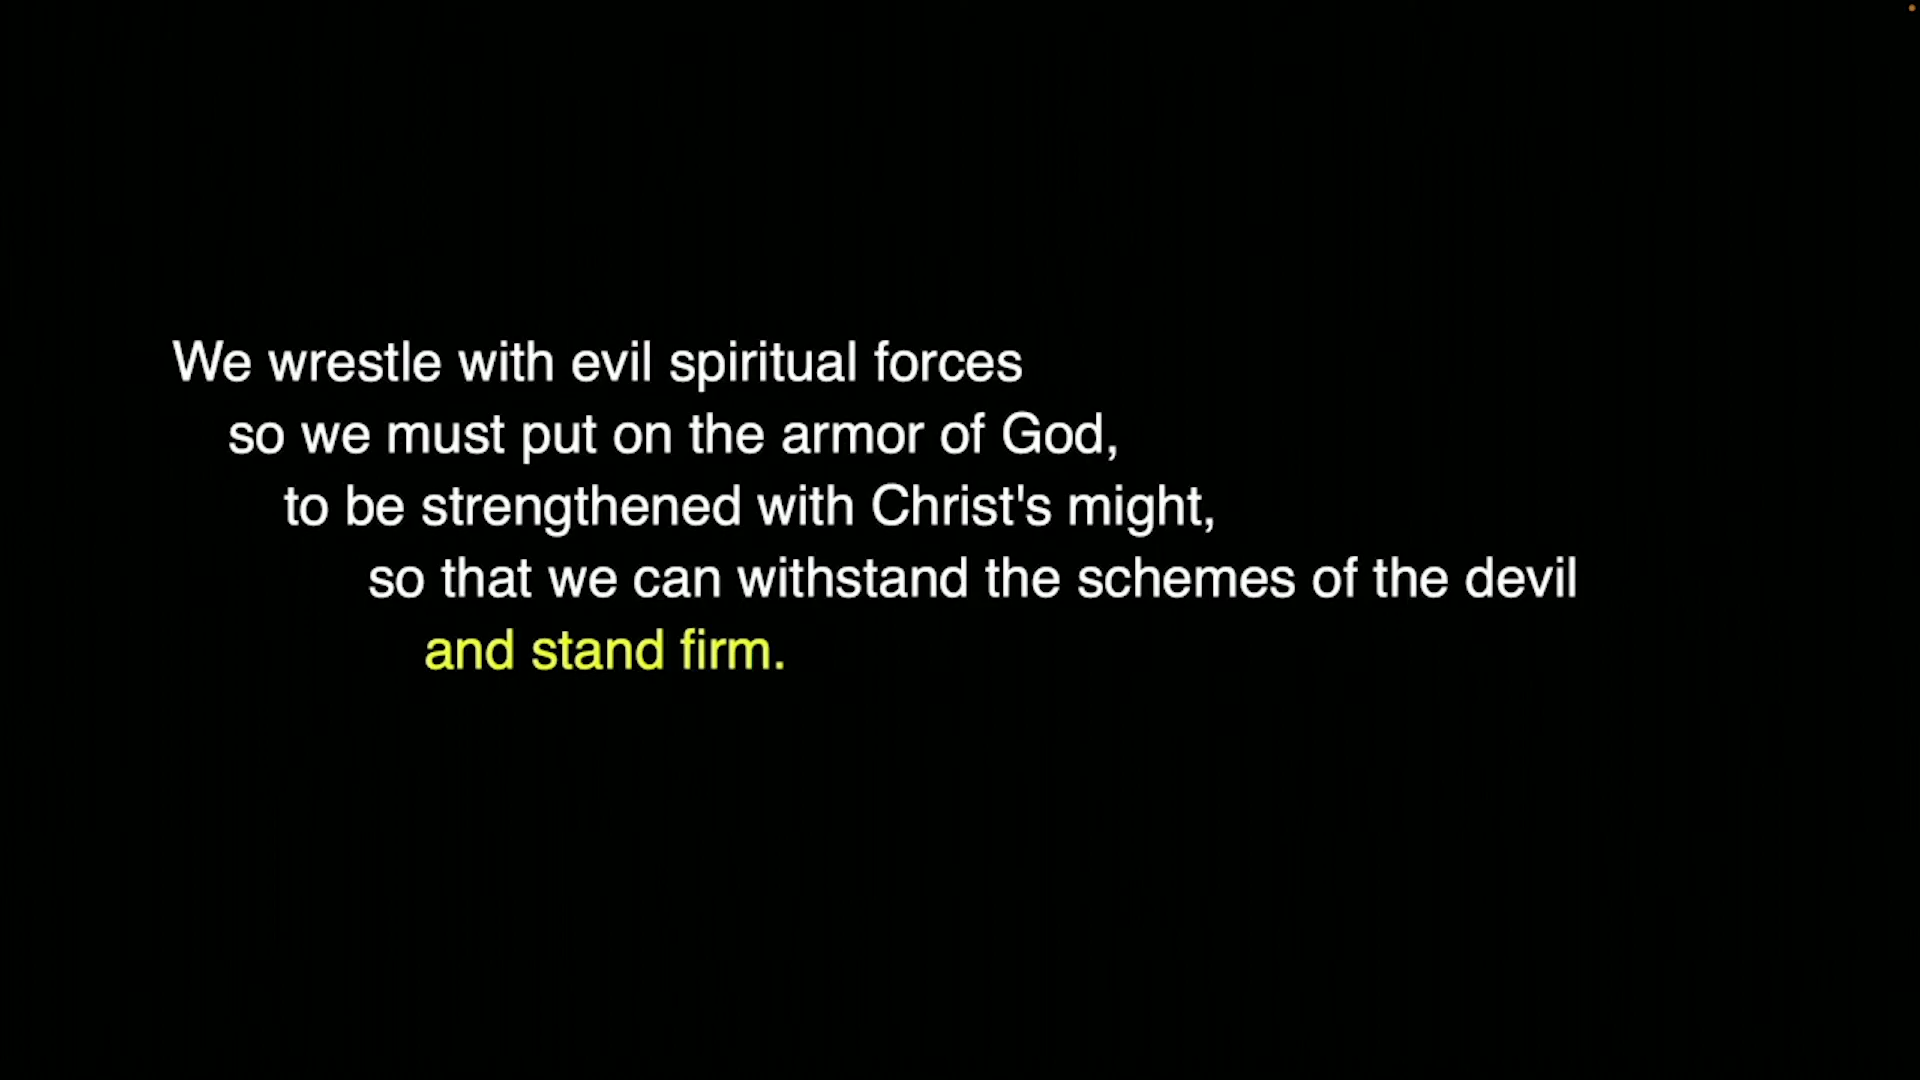 We wrestle with evil spiritual forces
so we must put on the armor of God,
to be strengthened with Christ's might,
so that we can withstand the schemes of the devil
and stand firm.